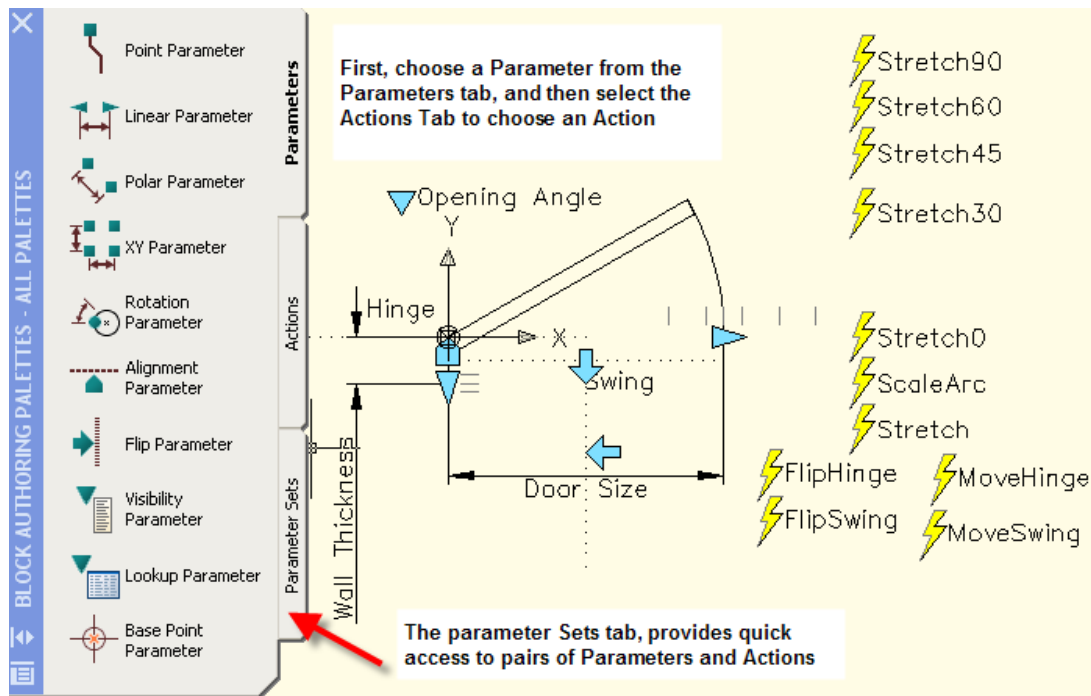 BLOCK AUTHORING PALETTES - ALL PALETTES
Point Parameter
Linear Parameter
Polar Parameter
XY Parameter
Rotation
Parameter
Alignment
Parameter
Flip Parameter
Visibility
Parameter
Lookup Parameter
Base Point
Parameter
Parameters
Actions
Parameter Sets
First, choose a Parameter from the
Parameters tab, and then select the
Actions Tab to choose an Action
Opening Angle
Y
Hinge
X
Swing
Door Size
Wall Thickness
Stretch90
Stretch60
Stretch45
Stretch30
Stretch0
ScaleArc
Stretch
FlipHinge
MoveHinge
FlipSwing
MoveSwing
The parameter Sets tab, provides quick
access to pairs of Parameters and Actions